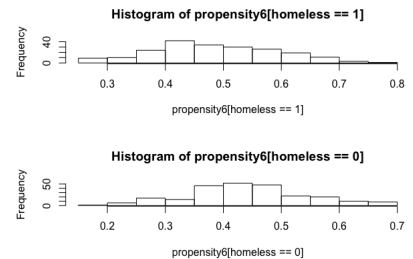 Histogram of propensity6[homeless == 1]
Frequency
40
0
0.3 0.4 0.5 0.6 0.7 0.8
propensity6[homeless == 1]
Histogram of propensity6[homeless == 0]
Frequency
50
0
0.2 0.3 0.4 0.5 0.6 0.7
propensity6[homeless == 0]